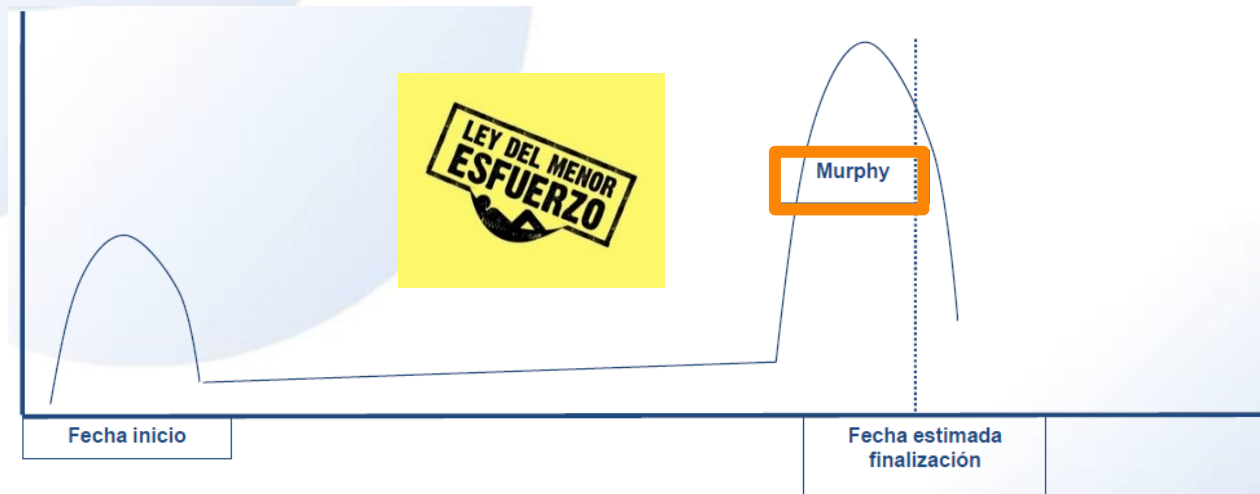 LEY DEL MENOR
ESFUERZO
Murphy
Fecha inicio
Fecha estimada
finalización